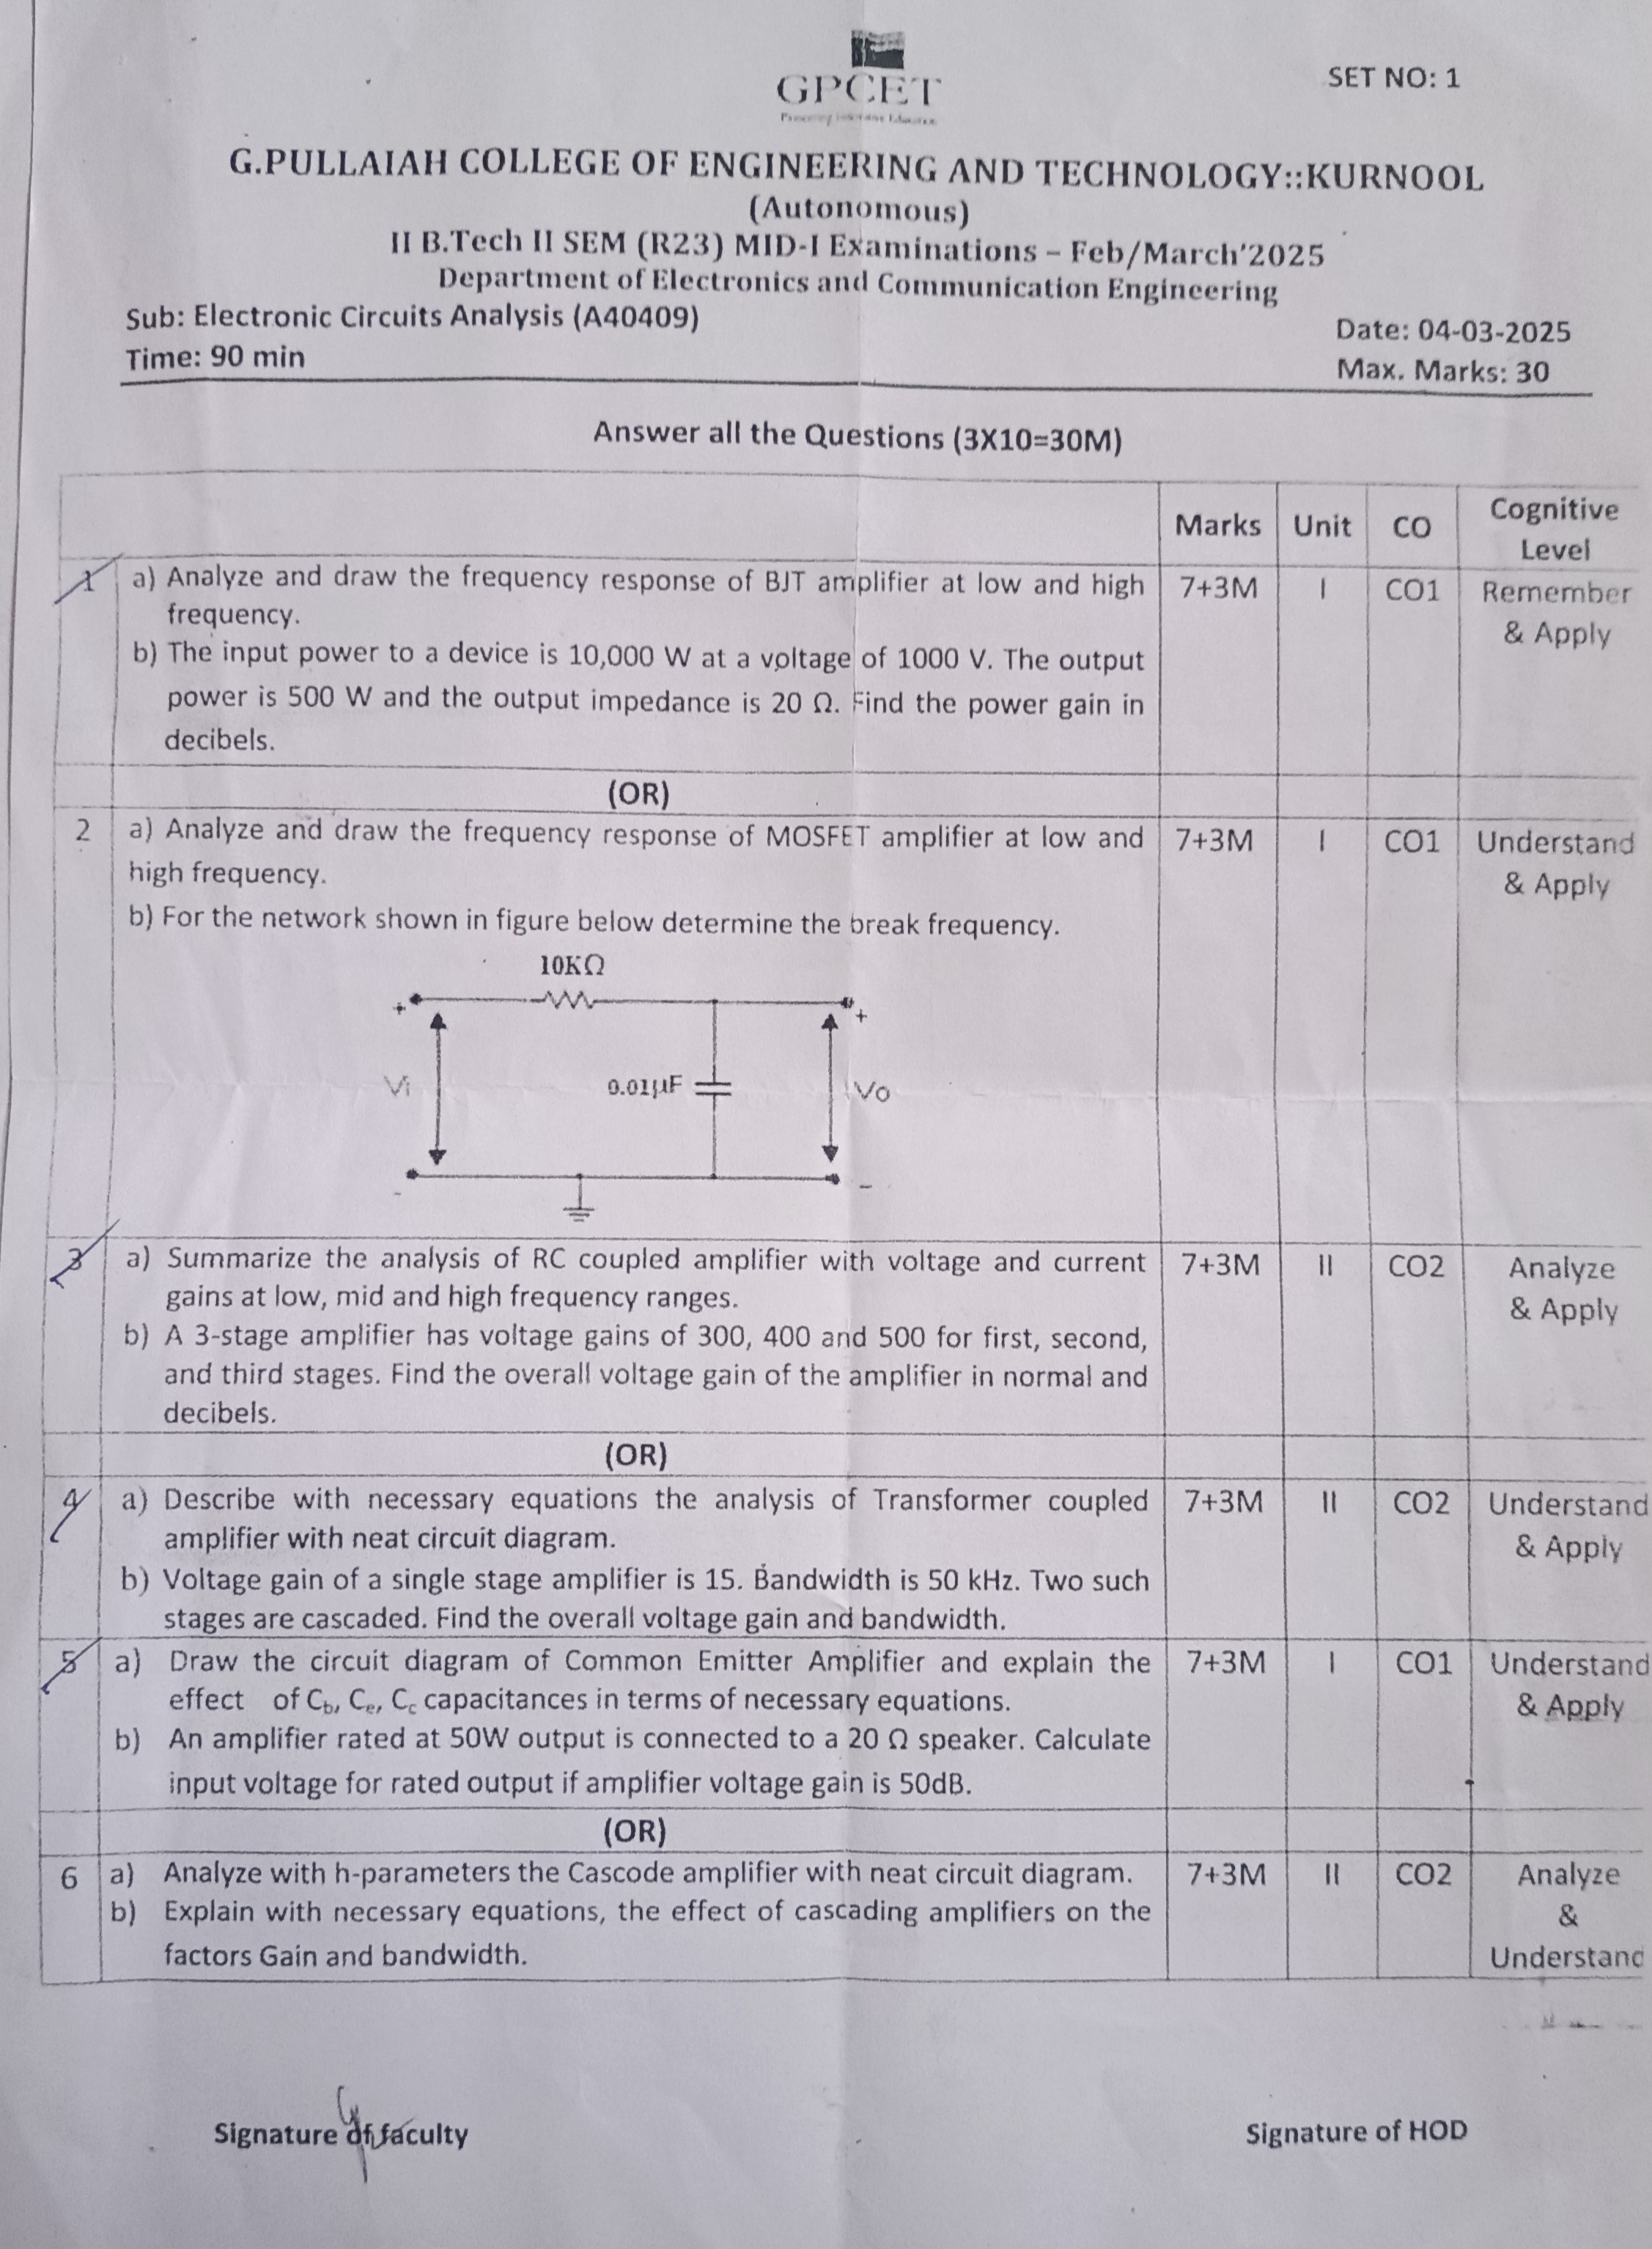 GPCET
SET NO: 1
G.PULLAIAH COLLEGE OF ENGINEERING AND TECHNOLOGY::KURNOOL
(Autonomous)
II B.Tech II SEM (R23) MID-I Examinations – Feb/March'2025
Department of Electronics and Communication Engineering
Sub: Electronic Circuits Analysis (A40409)
Date: 04-03-2025
Time: 90 min
Max. Marks: 30
Answer all the Questions (3X10=30M)
Marks Unit CO Cognitive
Level
1 a) Analyze and draw the frequency response of BJT amplifier at low and high 7+3M I CO1 Remember
frequency. & Apply
b) The input power to a device is 10,000 W at a voltage of 1000 V. The output
power is 500 W and the output impedance is 20 Ω. Find the power gain in
decibels.
(OR)
2 a) Analyze and draw the frequency response of MOSFET amplifier at low and 7+3M I CO1 Understand
high frequency. & Apply
b) For the network shown in figure below determine the break frequency.
10KΩ
+ +
Vi 0.01µF Vo
- –
3 a) Summarize the analysis of RC coupled amplifier with voltage and current 7+3M II CO2 Analyze
gains at low, mid and high frequency ranges. & Apply
b) A 3-stage amplifier has voltage gains of 300, 400 and 500 for first, second,
and third stages. Find the overall voltage gain of the amplifier in normal and
decibels.
(OR)
4 a) Describe with necessary equations the analysis of Transformer coupled 7+3M II CO2 Understand
amplifier with neat circuit diagram. & Apply
b) Voltage gain of a single stage amplifier is 15. Bandwidth is 50 kHz. Two such
stages are cascaded. Find the overall voltage gain and bandwidth.
5 a) Draw the circuit diagram of Common Emitter Amplifier and explain the 7+3M I CO1 Understand
effect of Cb, Ce, Cc capacitances in terms of necessary equations. & Apply
b) An amplifier rated at 50W output is connected to a 20 Ω speaker. Calculate
input voltage for rated output if amplifier voltage gain is 50dB.
(OR)
6 a) Analyze with h-parameters the Cascode amplifier with neat circuit diagram. 7+3M II CO2 Analyze
b) Explain with necessary equations, the effect of cascading amplifiers on the &
factors Gain and bandwidth. Understand
Signature of faculty
Signature of HOD